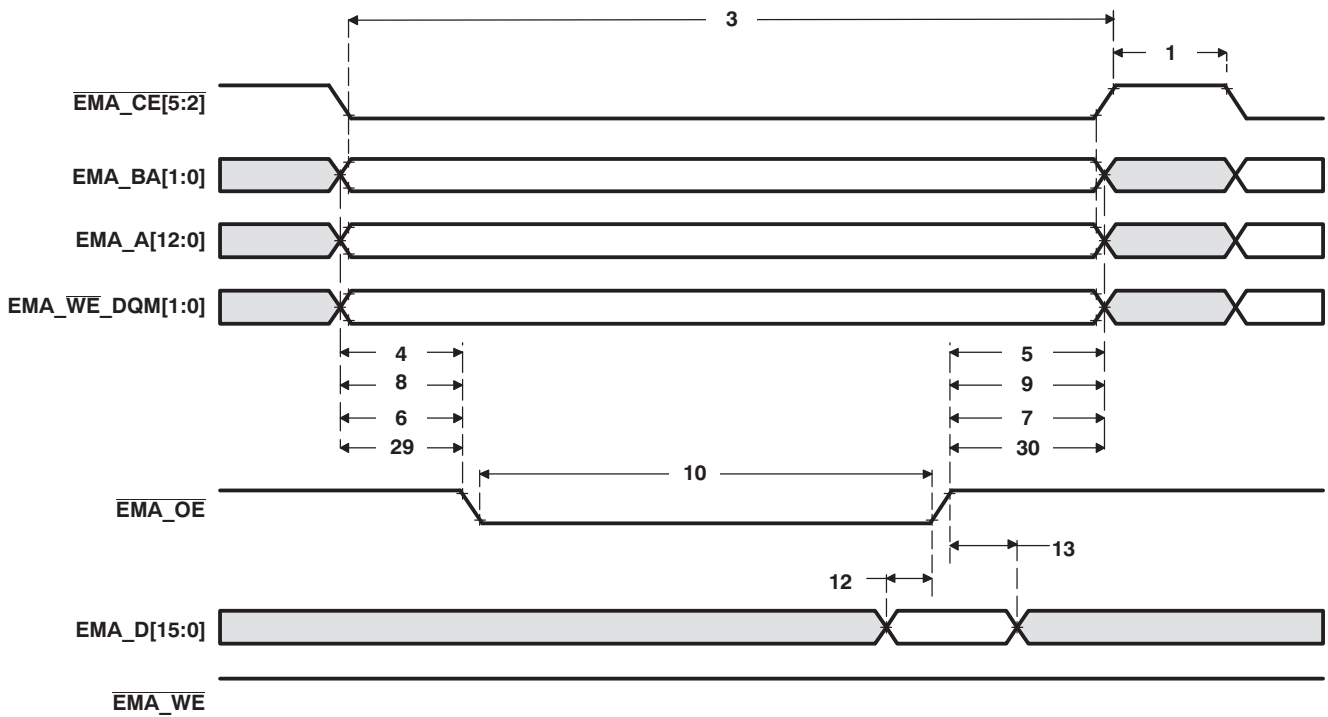 3
1
EMA_CE[5:2]
EMA_BA[1:0]
EMA_A[12:0]
EMA_WE_DQM[1:0]
4 5
8 9
6 7
29 30
10
EMA_OE
13
12
EMA_D[15:0]
EMA_WE